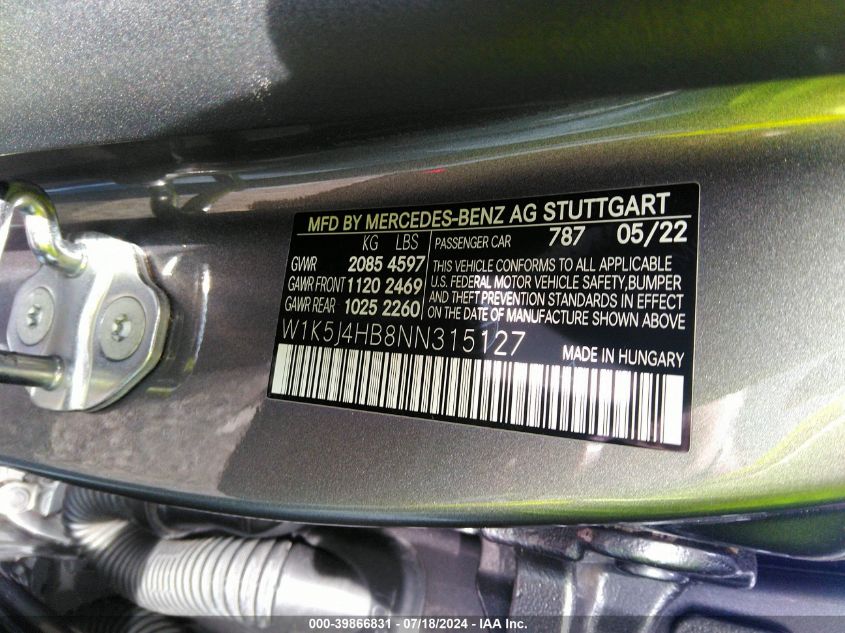 MFD BY MERCEDES-BENZ AG STUTTGART
KG LBS
GWWR 2085 4597
GAWR FRONT 1120 2469
GAWR REAR 1025 2260
PASSENGER CAR 787 05/22
THIS VEHICLE CONFORMS TO ALL APPLICABLE
U.S. FEDERAL MOTOR VEHICLE SAFETY, BUMPER
AND THEFT PREVENTION STANDARDS IN EFFECT
ON THE DATE OF MANUFACTURE SHOWN ABOVE
W1K5J4HB8NN315127
MADE IN HUNGARY
000-39866831 - 07/18/2024 - IAA Inc.